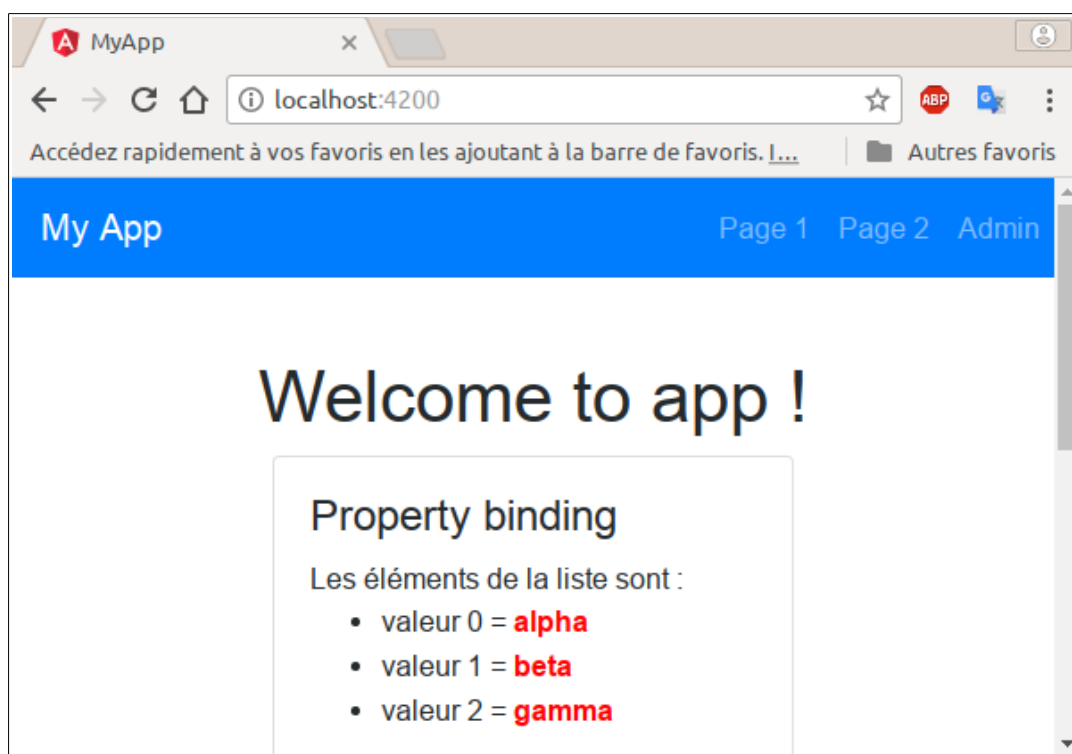 MyApp
localhost:4200
ABP
Accédez rapidement à vos favoris en les ajoutant à la barre de favoris. I...
Autres favoris
My App
Page 1
Page 2
Admin
Welcome to app !
Property binding
Les éléments de la liste sont :
• valeur 0 = alpha
• valeur 1 = beta
• valeur 2 = gamma